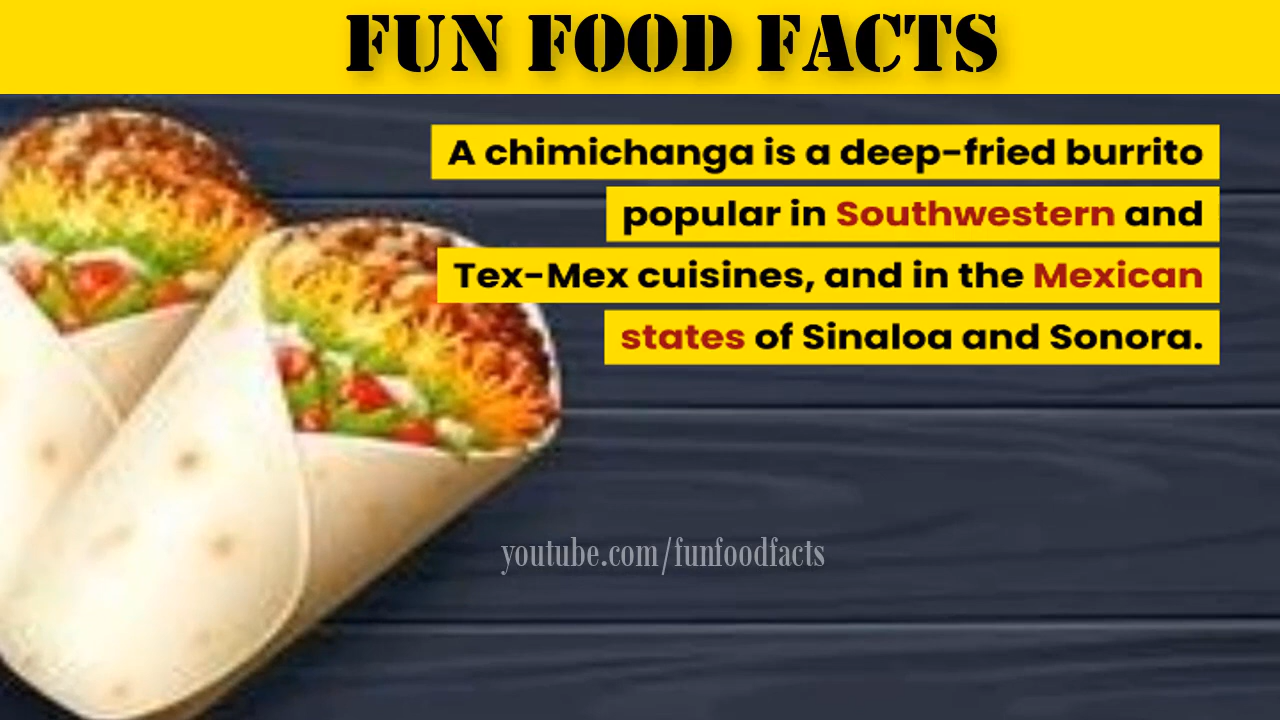 FUN FOOD FACTS
A chimichanga is a deep-fried burrito
popular in Southwestern and
Tex-Mex cuisines, and in the Mexican
states of Sinaloa and Sonora.
youtube.com/funfoodfacts